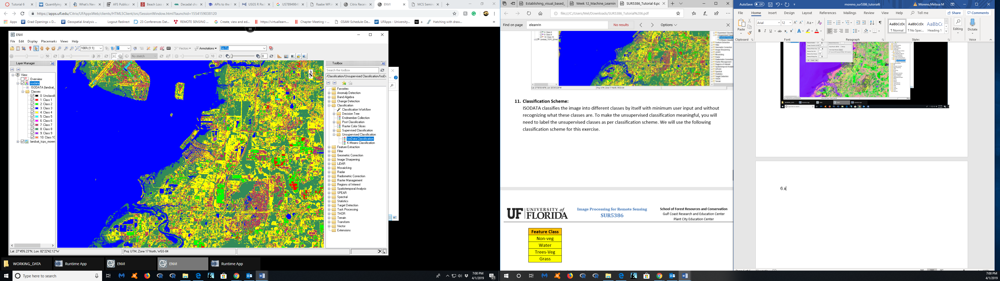 Tutorial 6
Quantifying
What's New
AFS Publicat
Beach Loss a
Decadal cha
APIs to the F
USGS R Pack
US7894984
Raabe WP.in
Citrix Receiv
ENVI
MCS Semina
https://apps.ufl.edu/Citrix/UFAppsWeb/clients/HTML5Client/src/SessionWindow.html?launchid=1554159038120
Apps
Grad Openings » D...
Geospatial Analysis ...
Logout Redirect
23 Conferences Dat...
REMOTE SENSING ...
Create, view and ed...
https://virtuallearn...
Chapter Meeting – ...
GSAW-Schedule-De...
UFApps - University...
a
Hatching with draw...
ENVI
File Edit Display Placemarks Views Help
100% (1:1)
0°
Vectors
Annotations
Go To
50
20
No stretch
10
0
Layer Manager
View
Overview
isodata
ISODATA (landsat_
Classes
0: Unclassifi
1: Class 1
2: Class 2
3: Class 3
4: Class 4
5: Class 5
6: Class 6
7: Class 7
8: Class 8
9: Class 9
10: Class 10
landsat_tcps_moren
N
Toolbox
Search the toolbox
/Classification/Unsupervised Classification/IsoDa
Favorites
Anomaly Detection
Band Algebra
Change Detection
Classification
Classification Workflow
Decision Tree
Endmember Collection
Post Classification
Raster Color Slices
Supervised Classification
Unsupervised Classification
IsoData Classification
K-Means Classification
Feature Extraction
Filter
Geometric Correction
Image Sharpening
LiDAR
Mosaicking
Radar
Radiometric Correction
Raster Management
Regions of Interest
Spatiotemporal Analysis
SPEAR
Spectral
Statistics
Target Detection
Task Processing
THOR
Terrain
Transform
Vector
Extensions
Lat: 27°45'6.23"N, Lon: 82°22'42.12"W
Proj: UTM, Zone 17 North, WGS-84
WORKING_DATA
Runtime App
ENVI
ENVI
Runtime App
Type here to search
7:00 PM
4/1/2019
21
Establishing_visual_based_
Week 12_Machine_Learnin
SUR5386_Tutorial 6.pc
file:///C:/Users/Mel/Downloads/SUR5386_Tutorial%206.pdf
Find on page
eleanrin
No results
Options
11. Classification Scheme:
ISODATA classifies the image into different classes by itself with minimum user input and without
recognizing what these classes are. To make the unsupervised classification meaningful, you will
need to label the unsupervised classes as per classification scheme. We will use the following
classification scheme for this exercise.
UF UNIVERSITY of
FLORIDA
Image Processing for Remote Sensing
SUR5386
School of Forest Resources and Conservation
Gulf Coast Research and Education Center
Plant City Education Center
Feature Class
Non-veg
Water
Trees-Veg
Grass
AutoSave Off
moreno_sur5386_tutorial6
Moreno,Melissa M
File Home Insert Design Layout References Mailings Review View Help Tell me
Share
Comments
Paste
Clipboard
Arial
12
Font
Paragraph
AaBbCcDc
¶ Normal
AaBbCcDc
¶ No Spac...
AaBbCc
Heading 1
Styles
Editing
Dictate
Voice
6.x
7:00 PM
4/1/2019